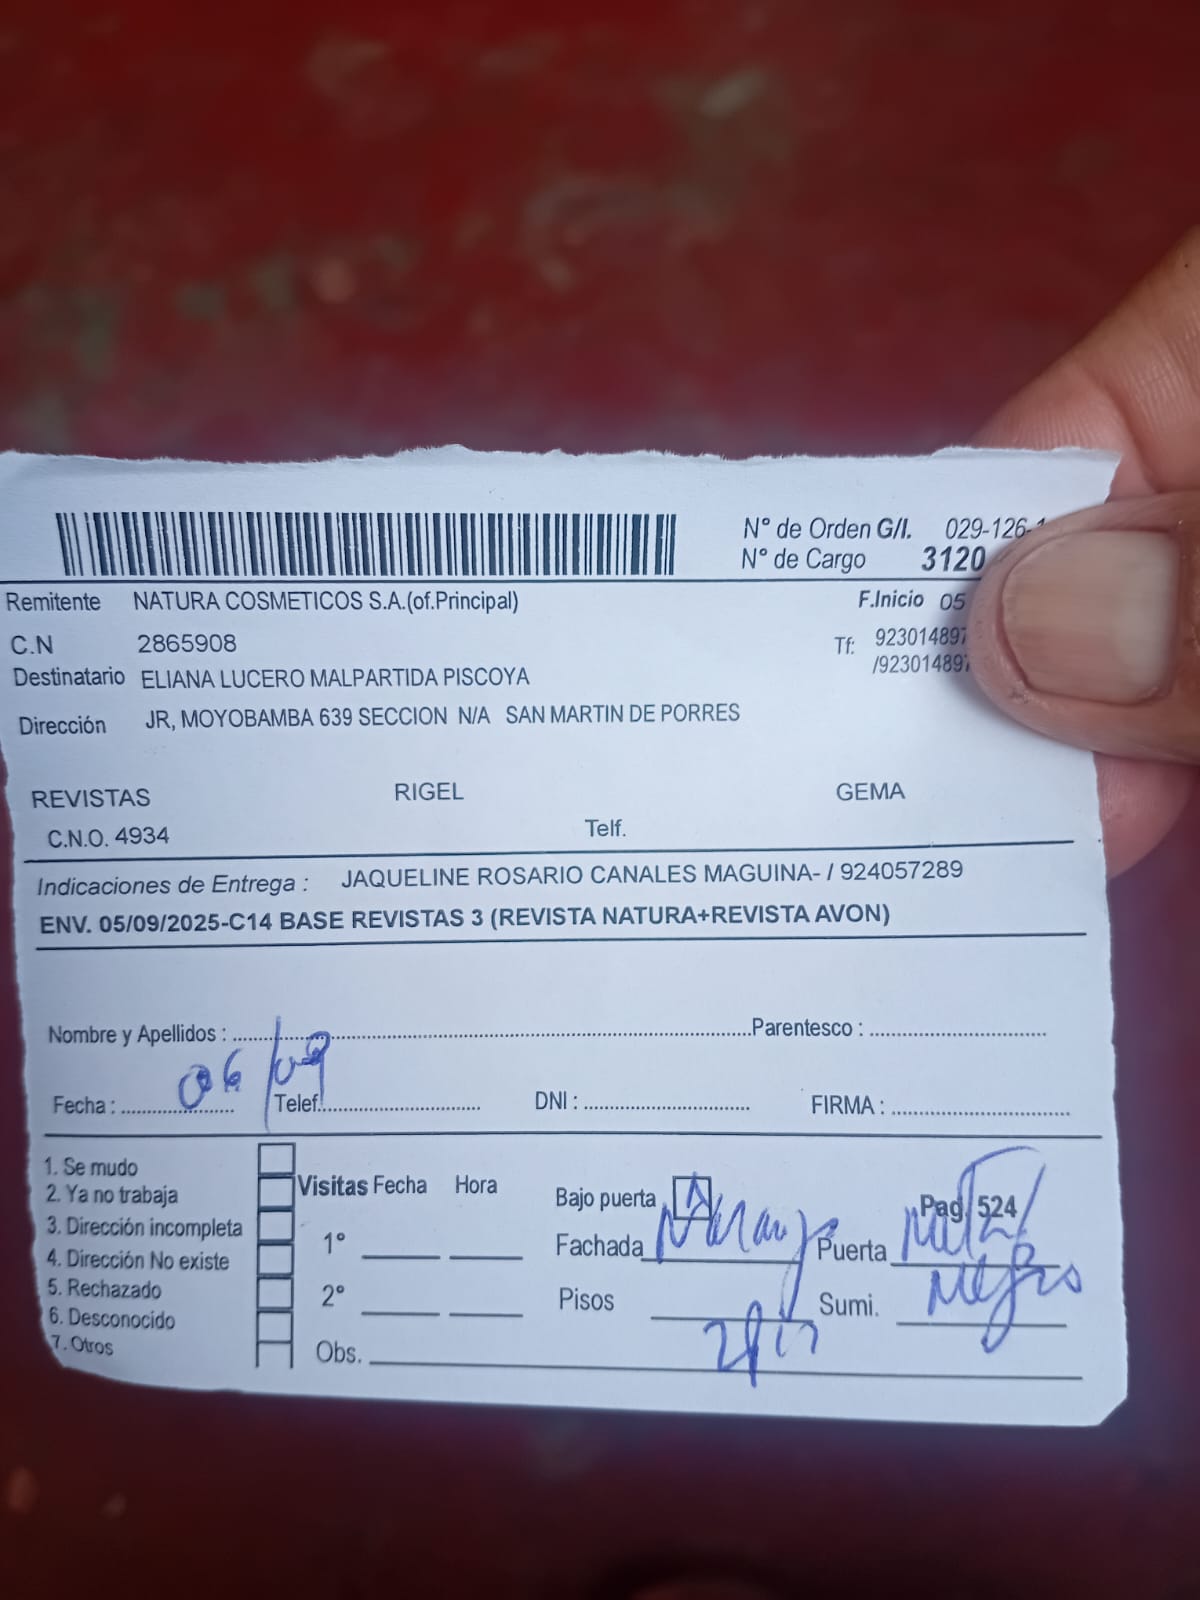 N° de Orden G/I. 029-126-
N° de Cargo 3120
Remitente NATURA COSMETICOS S.A.(of.Principal) F.Inicio 05
C.N 2865908 Tf: 923014897
/923014897
Destinatario ELIANA LUCERO MALPARTIDA PISCOYA
Dirección JR, MOYOBAMBA 639 SECCION N/A SAN MARTIN DE PORRES
REVISTAS RIGEL GEMA
C.N.O. 4934 Telf.
Indicaciones de Entrega : JAQUELINE ROSARIO CANALES MAGUINA- / 924057289
ENV. 05/09/2025-C14 BASE REVISTAS 3 (REVISTA NATURA+REVISTA AVON)
Nombre y Apellidos : Parentesco :
Fecha : 06/09 Telef. DNI : FIRMA :
1. Se mudo
2. Ya no trabaja
3. Dirección incompleta
4. Dirección No existe
5. Rechazado
6. Desconocido
7. Otros
Visitas Fecha Hora
1°
2°
Obs.
Bajo puerta Pag. 524
Fachada Naranja Puerta
Negro
Pisos Sumi.